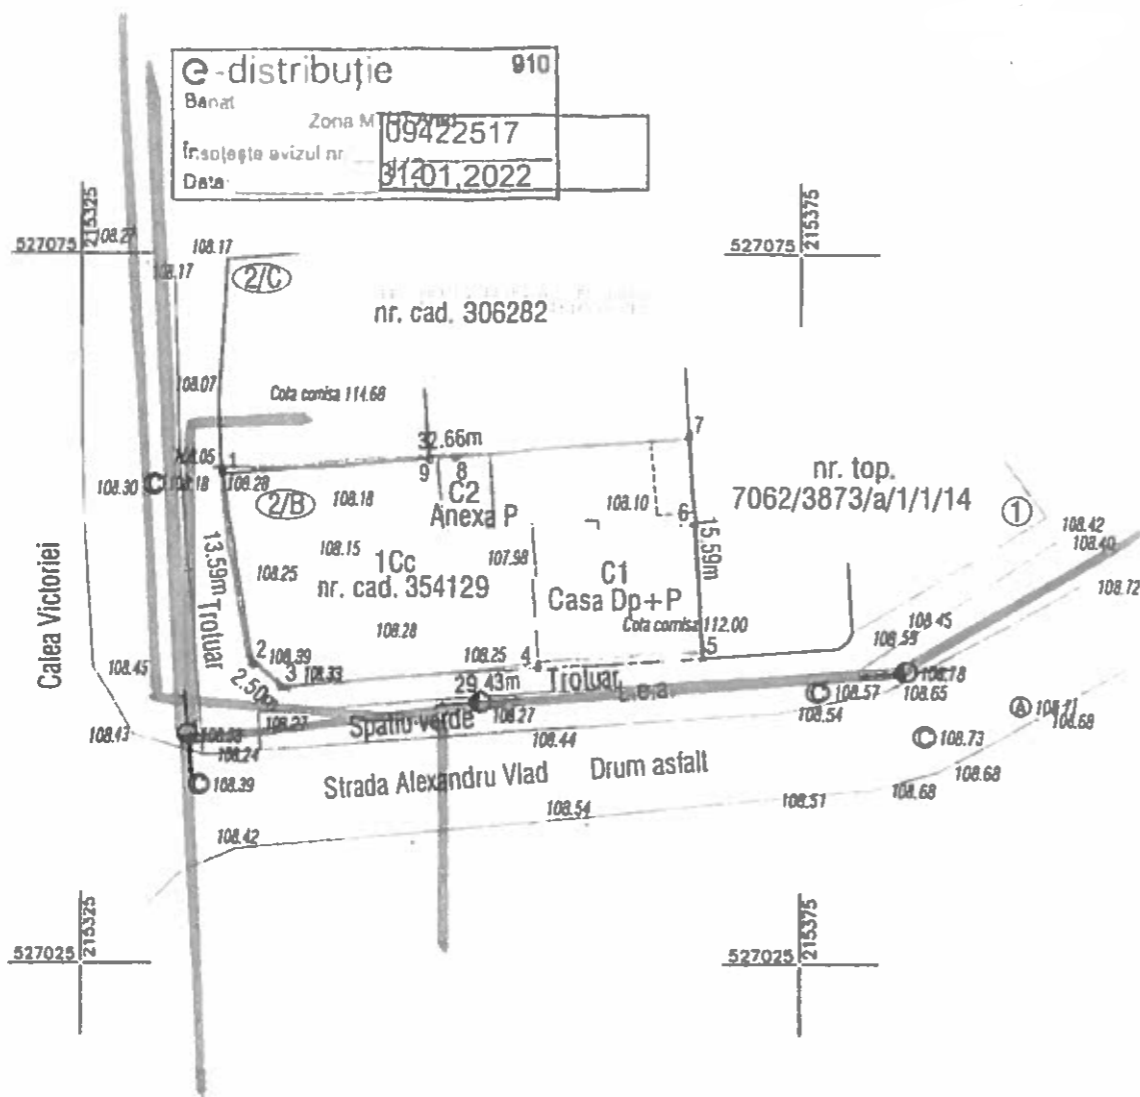 e-distribuție 910
Banat
Zona MT
09422517
Însoțește avizul nr
Data 31,01,2022
215325
527075
108.27
108.17
108.17
2/C
215375
527075
nr. cad. 306282
108.07
Cota cornisa 114.68
32.66m
7
108.05
1
108.28
9
8
108.30
108.18
2/B
108.18
C2
Anexa P
108.10
6
nr. top.
7062/3873/a/1/1/14
1
108.42
108.40
13.59m
108.15
107.98
15.59m
1Cc
nr. cad. 354129
108.25
C1
Casa Dp+P
Cota cornisa 112.00
108.72
Calea Victoriei
Trotuar
108.28
108.45
108.55
2
108.39
108.25
4
5
108.45
3
108.33
2.50m
29.43m
Trotuar
L.e.a.
108.78
108.57
108.65
108.27
Spatiu verde
108.27
108.54
A
108.71
108.68
108.43
108.38
108.24
108.44
C
108.73
C
108.39
Strada Alexandru Vlad
Drum asfalt
108.68
108.68
108.51
108.54
108.42
215325
527025
215375
527025